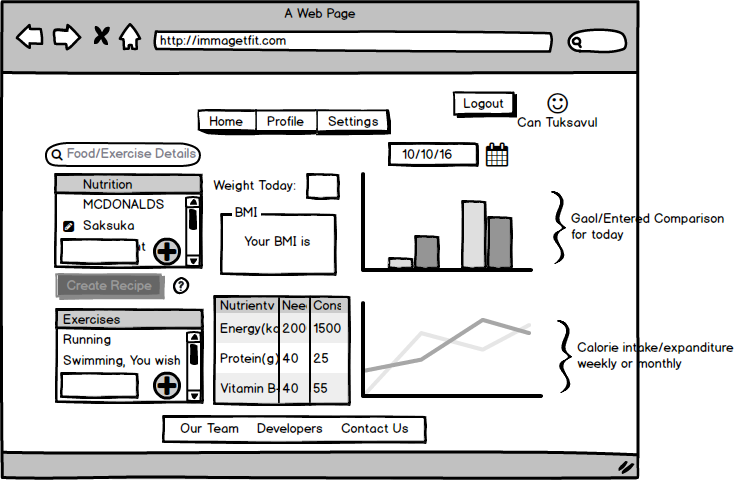 A Web Page
http://immagetfit.com
Logout
Can Tuksavul
Home Profile Settings
Food/Exercise Details
10/10/16
Nutrition
MCDONALDS
Saksuka
Weight Today:
BMI
Your BMI is
Gaol/Entered Comparison
for today
Create Recipe ?
Exercises
Running
Swimming, You wish
Nutrientv Nee Cons
Energy(kc 200 1500
Protein(g) 40 25
Vitamin B- 40 55
Calorie intake/expanditure
weekly or monthly
Our Team Developers Contact Us